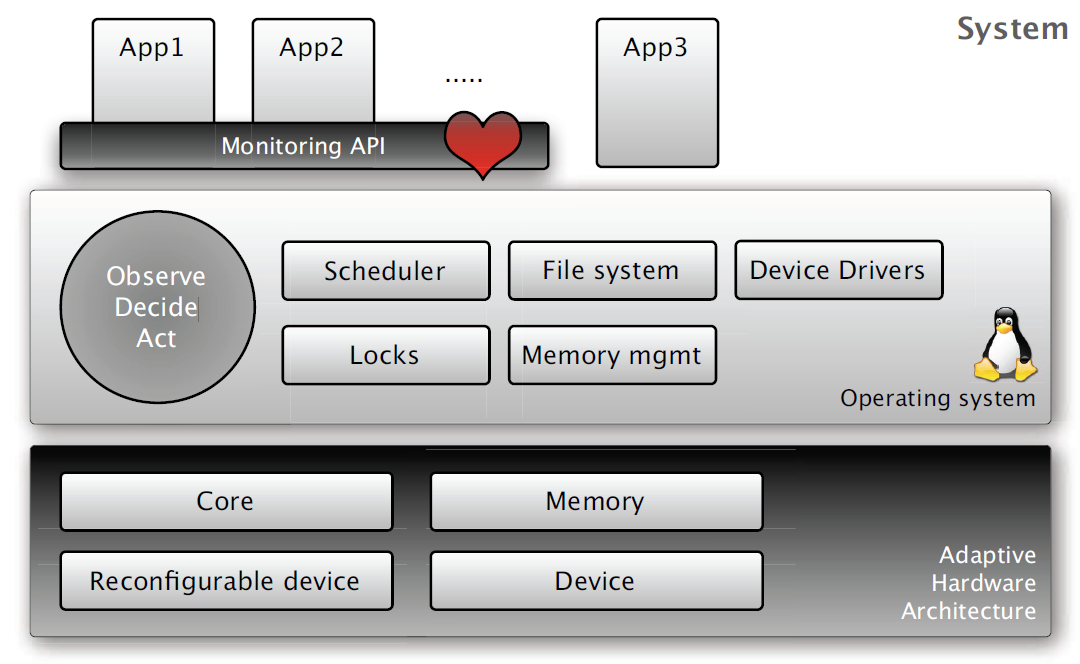 System
App1
App2
.....
App3
Monitoring API
Observe
Decide
Act
Scheduler
File system
Device Drivers
Locks
Memory mgmt
Operating system
Core
Memory
Reconfigurable device
Device
Adaptive
Hardware
Architecture